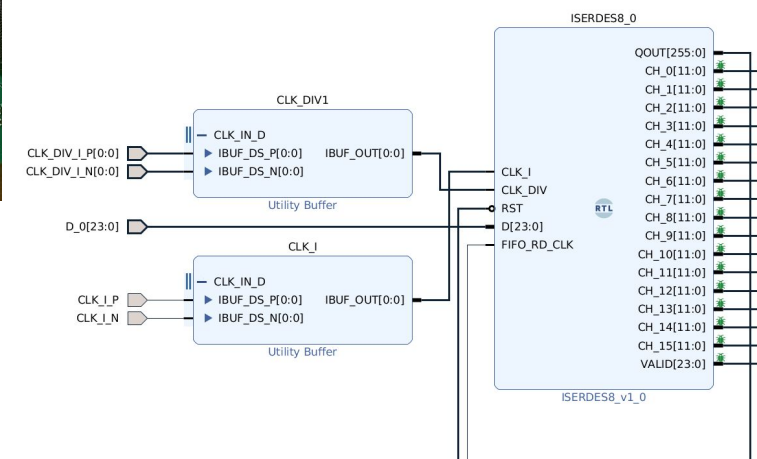 ISERDES8_0
QOUT[255:0]
CH_0[11:0]
CH_1[11:0]
CH_2[11:0]
CH_3[11:0]
CH_4[11:0]
CH_5[11:0]
CH_6[11:0]
CH_7[11:0]
CH_8[11:0]
CH_9[11:0]
CH_10[11:0]
CH_11[11:0]
CH_12[11:0]
CH_13[11:0]
CH_14[11:0]
CH_15[11:0]
VALID[23:0]
CLK_I
CLK_DIV
RST
D[23:0]
FIFO_RD_CLK
RTL
ISERDES8_v1_0
CLK_DIV1
CLK_IN_D
CLK_DIV_I_P[0:0]
IBUF_DS_P[0:0]
IBUF_OUT[0:0]
CLK_DIV_I_N[0:0]
IBUF_DS_N[0:0]
Utility Buffer
D_0[23:0]
CLK_I
CLK_IN_D
CLK_I_P
IBUF_DS_P[0:0]
IBUF_OUT[0:0]
CLK_I_N
IBUF_DS_N[0:0]
Utility Buffer